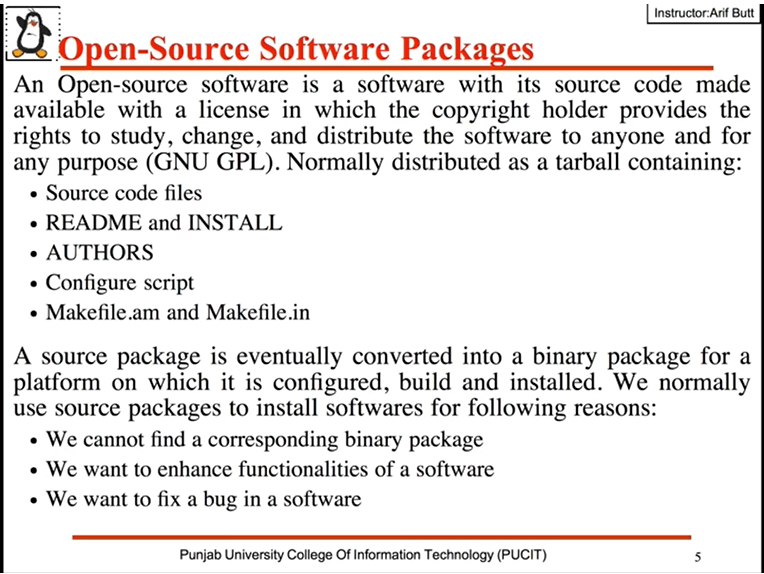 Instructor:Arif Butt
Open-Source Software Packages
An Open-source software is a software with its source code made
available with a license in which the copyright holder provides the
rights to study, change, and distribute the software to anyone and for
any purpose (GNU GPL). Normally distributed as a tarball containing:
• Source code files
• README and INSTALL
• AUTHORS
• Configure script
• Makefile.am and Makefile.in
A source package is eventually converted into a binary package for a
platform on which it is configured, build and installed. We normally
use source packages to install softwares for following reasons:
• We cannot find a corresponding binary package
• We want to enhance functionalities of a software
• We want to fix a bug in a software
Punjab University College Of Information Technology (PUCIT)
5